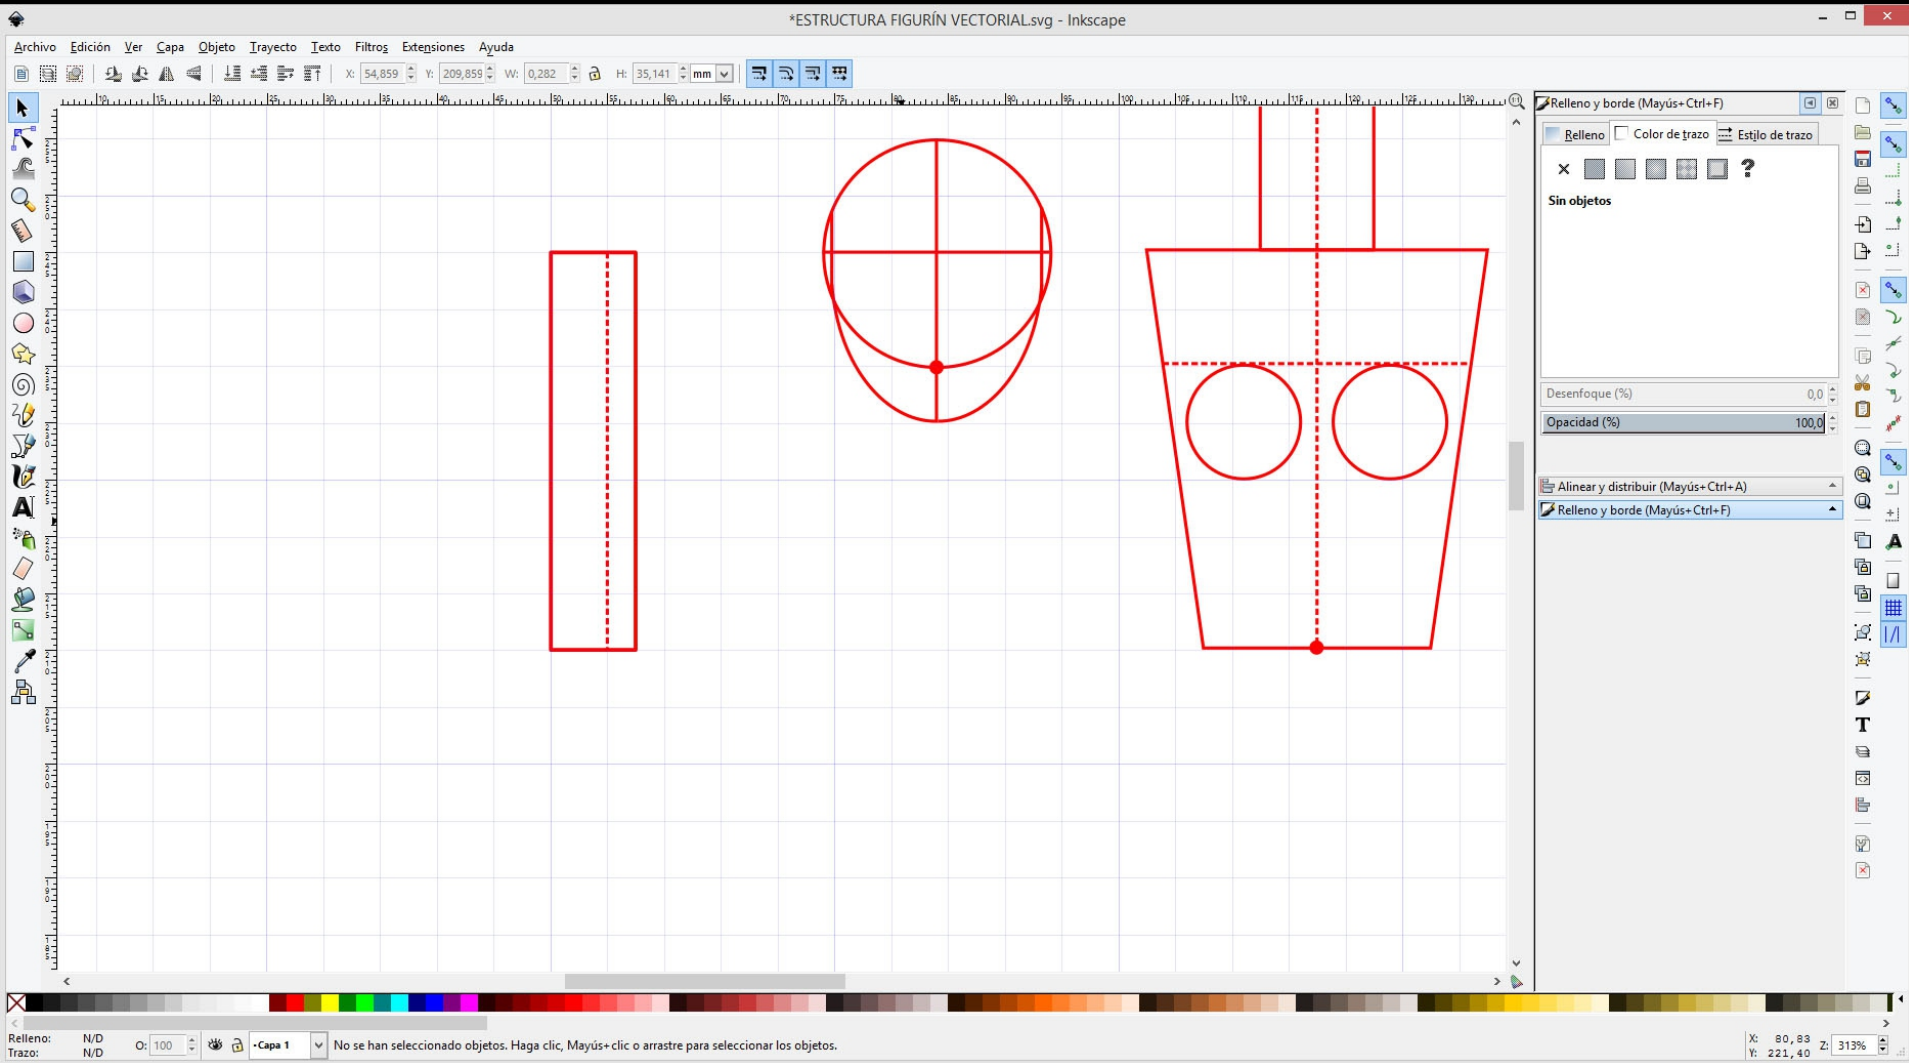 *ESTRUCTURA FIGURÍN VECTORIAL.svg - Inkscape
Archivo Edición Ver Capa Objeto Trayecto Texto Filtros Extensiones Ayuda
X: 54,859 Y: 209,859 W: 0,282 H: 35,141 mm
Relleno y borde (Mayús+Ctrl+F)
Relleno Color de trazo Estilo de trazo
Sin objetos
Desenfoque (%) 0,0
Opacidad (%) 100,0
Alinear y distribuir (Mayús+Ctrl+A)
Relleno y borde (Mayús+Ctrl+F)
Relleno: N/D
Trazo: N/D
O: 100
•Capa 1
No se han seleccionado objetos. Haga clic, Mayús+clic o arrastre para seleccionar los objetos.
X: 80,83
Y: 221,40
Z: 313%